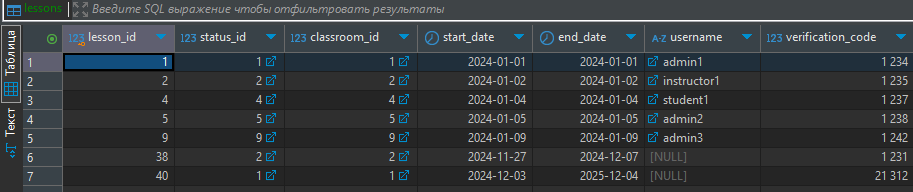 lessons Введите SQL выражение чтобы отфильтровать результаты
Таблица
Текст
123 lesson_id 123 status_id 123 classroom_id start_date end_date A-Z username 123 verification_code
1 1 1 1 2024-01-01 2024-01-01 admin1 1 234
2 2 2 2 2024-01-02 2024-01-02 instructor1 1 235
3 4 4 4 2024-01-04 2024-01-04 student1 1 237
4 5 5 5 2024-01-05 2024-01-05 admin2 1 238
5 9 9 9 2024-01-09 2024-01-09 admin3 1 242
6 38 2 2 2024-11-27 2024-12-07 [NULL] 1 231
7 40 1 1 2024-12-03 2025-12-04 [NULL] 21 312